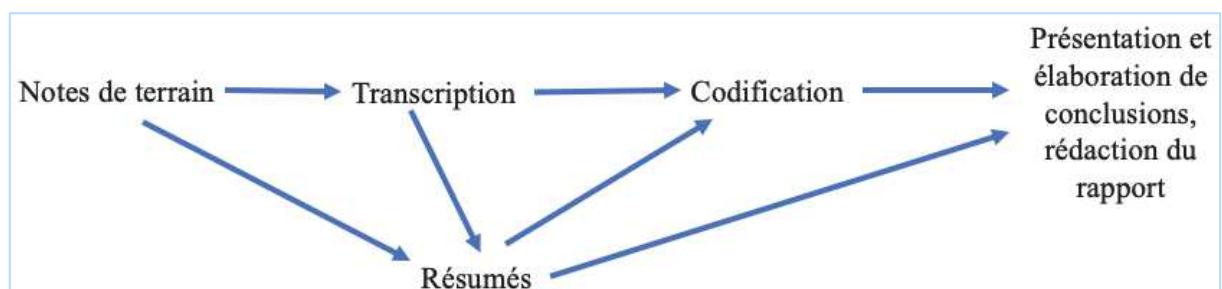 Notes de terrain
Transcription
Codification
Présentation et
élaboration de
conclusions,
rédaction du
rapport
Résumés